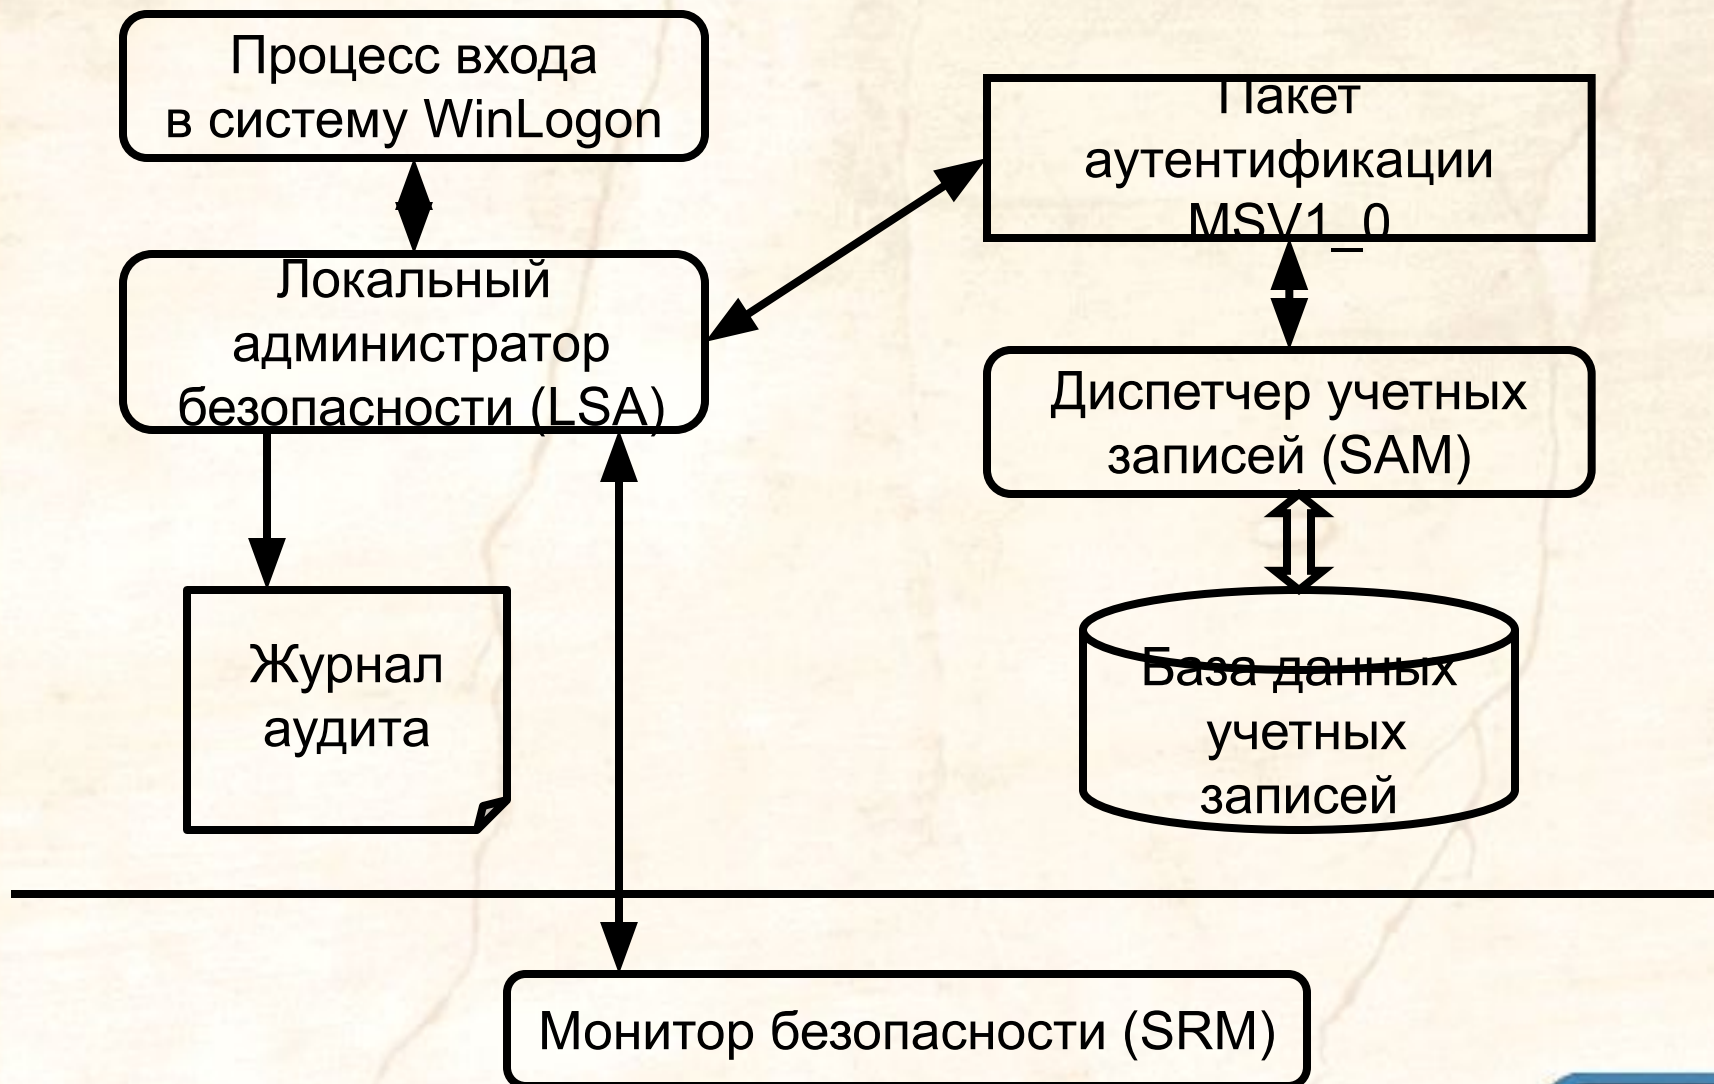 Процесс входа
в систему WinLogon
Пакет
аутентификации
MSV1_0
Локальный
администратор
безопасности (LSA)
Диспетчер учетных
записей (SAM)
Журнал
аудита
База данных
учетных
записей
Монитор безопасности (SRM)